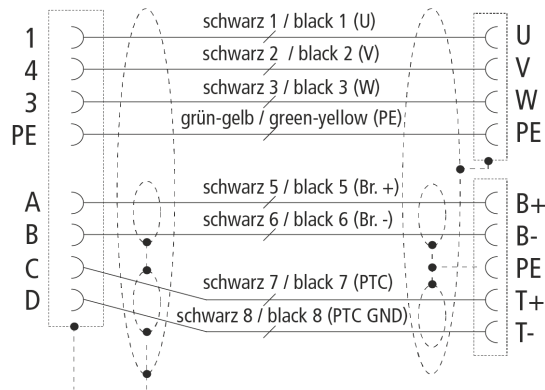 1 schwarz 1 / black 1 (U) U
4 schwarz 2 / black 2 (V) V
3 schwarz 3 / black 3 (W) W
PE grün-gelb / green-yellow (PE) PE
A schwarz 5 / black 5 (Br. +) B+
B schwarz 6 / black 6 (Br. -) B-
C PE
schwarz 7 / black 7 (PTC) T+
D schwarz 8 / black 8 (PTC GND) T-